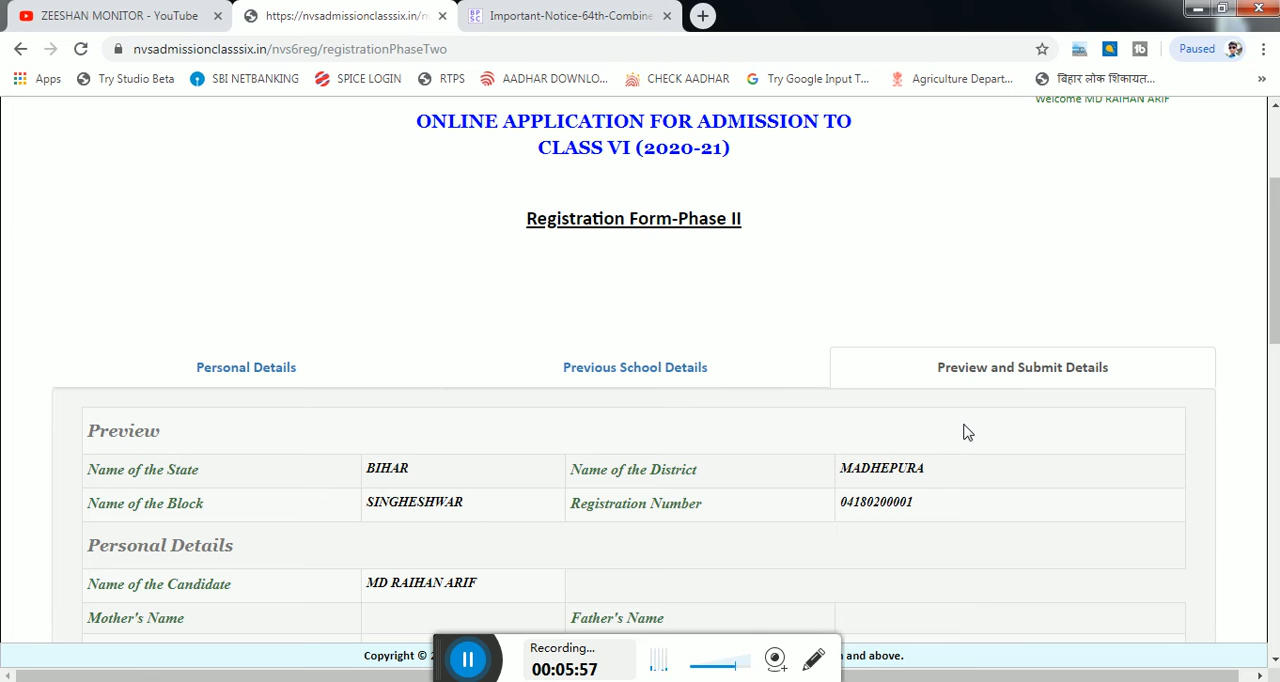 ZEESHAN MONITOR - YouTube
https://nvsadmissionclasssix.in/n
Important-Notice-64th-Combine
nvsadmissionclasssix.in/nvs6reg/registrationPhaseTwo
Paused
Apps Try Studio Beta SBI NETBANKING SPICE LOGIN RTPS AADHAR DOWNLO... CHECK AADHAR Try Google Input T... Agriculture Depart... बिहार लोक शिकायत... »
Welcome MD RAIHAN ARIF
ONLINE APPLICATION FOR ADMISSION TO
CLASS VI (2020-21)
Registration Form-Phase II
Personal Details Previous School Details Preview and Submit Details
Preview
Name of the State BIHAR Name of the District MADHEPURA
Name of the Block SINGHESHWAR Registration Number 04180200001
Personal Details
Name of the Candidate MD RAIHAN ARIF
Mother's Name Father's Name
Copyright © n and above.
Recording...
00:05:57